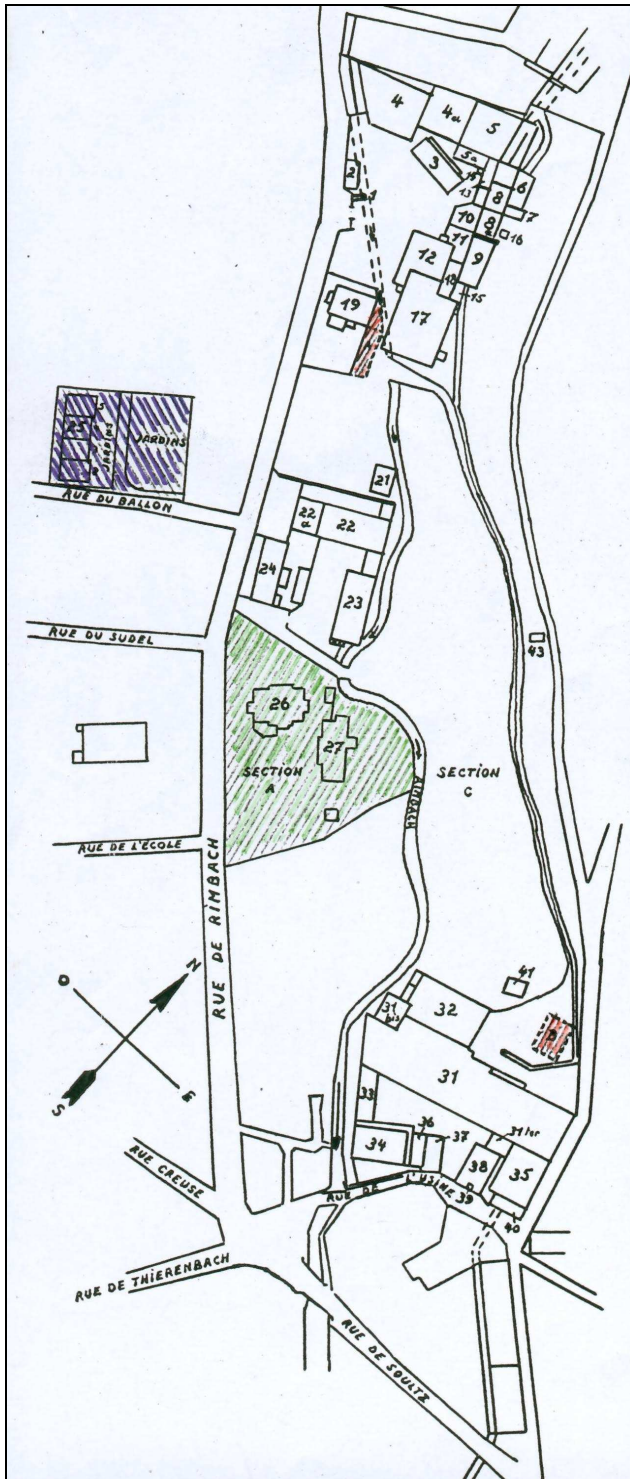 4
4a
5
3
5a
2
13
6
8
7
10
8
a
16
11
9
12
18
15
19
17
25
JARDINS
JARDINS
RUE DU BALLON
21
22
a
22
24
23
RUE DU SUDEL
43
26
27
SECTION
A
SECTION
C
RIMBACH
RUE DE L'ÉCOLE
RUE DE RIMBACH
N
O
S
E
41
31
bis
32
31
33
36
37
31 ter
34
38
35
RUE DE L'USINE 39
40
RUE CREUSE
RUE DE THIERENBACH
RUE DE SOULTZ